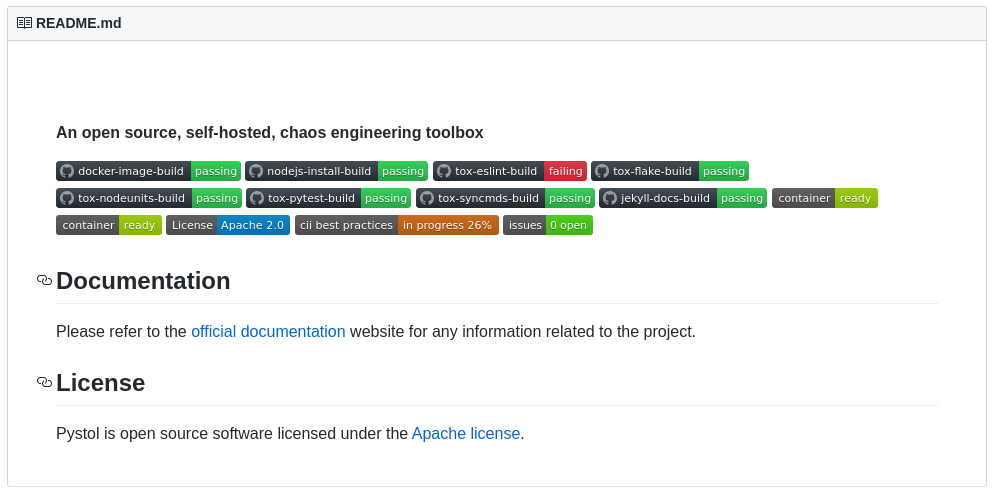 README.md
An open source, self-hosted, chaos engineering toolbox
docker-image-build passing nodejs-install-build passing tox-eslint-build failing tox-flake-build passing
tox-nodeunits-build passing tox-pytest-build passing tox-syncmds-build passing jekyll-docs-build passing container ready
container ready License Apache 2.0 cii best practices in progress 26% issues 0 open
Documentation
Please refer to the official documentation website for any information related to the project.
License
Pystol is open source software licensed under the Apache license.